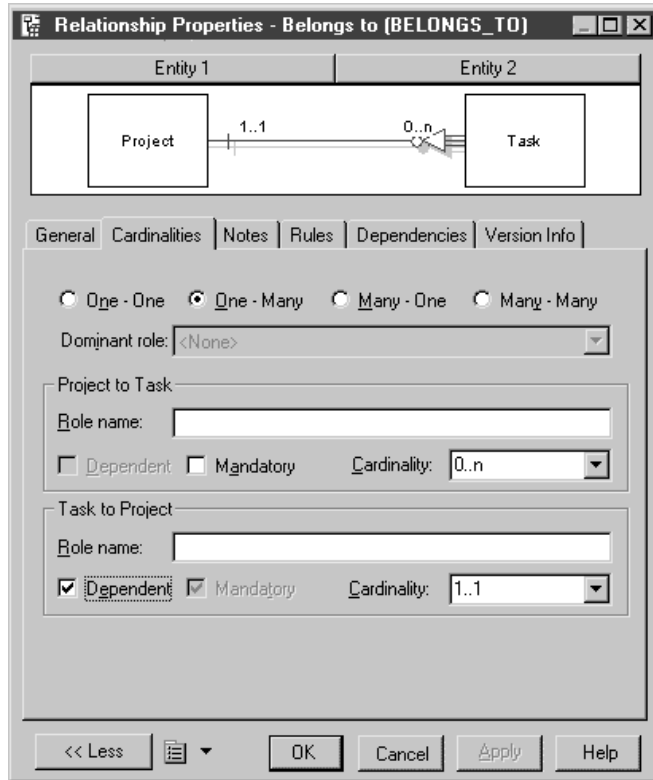 Relationship Properties - Belongs to (BELONGS_TO)
Entity 1 Entity 2
Project 1..1 0..n Task
General Cardinalities Notes Rules Dependencies Version Info
One - One One - Many Many - One Many - Many
Dominant role: <None>
Project to Task
Role name:
Dependent Mandatory Cardinality: 0..n
Task to Project
Role name:
Dependent Mandatory Cardinality: 1..1
<< Less OK Cancel Apply Help